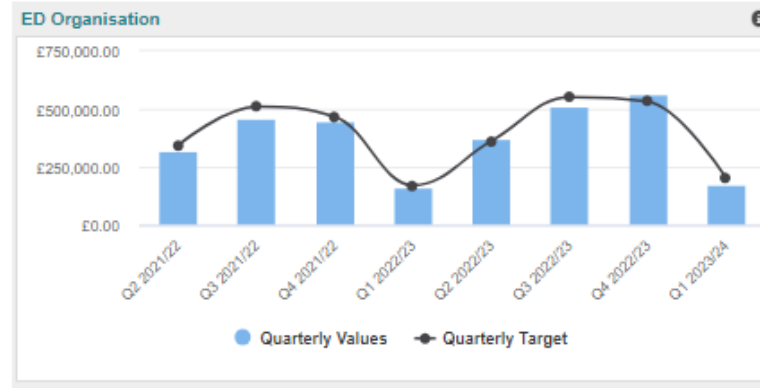 ED Organisation
£750,000.00
£500,000.00
£250,000.00
£0.00
Q2 2021/22
Q3 2021/22
Q4 2021/22
Q1 2022/23
Q2 2022/23
Q3 2022/23
Q4 2022/23
Q1 2023/24
Quarterly Values
Quarterly Target